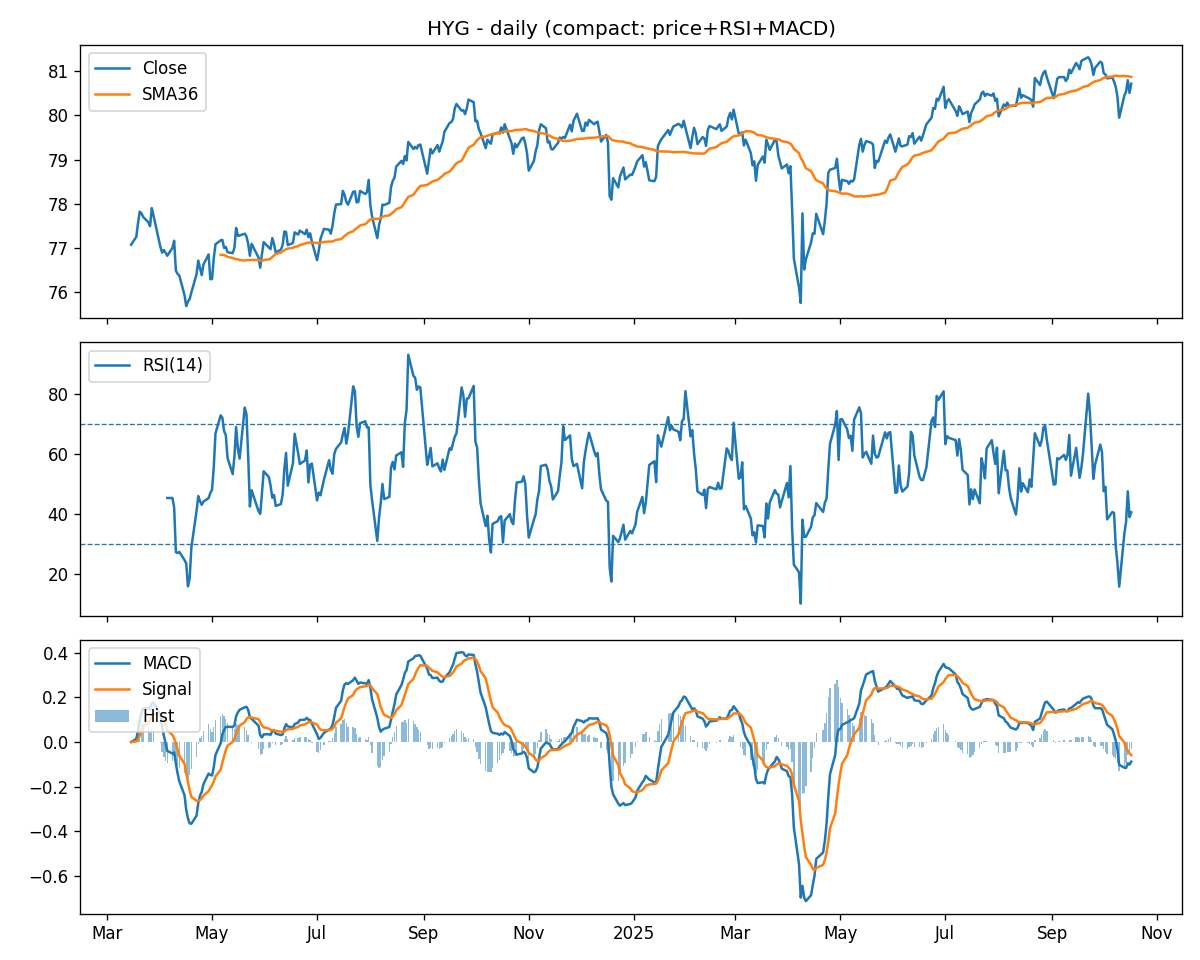 HYG - daily (compact: price+RSI+MACD)
Close
SMA36
81
80
79
78
77
76
RSI(14)
80
60
40
20
MACD
Signal
Hist
0.4
0.2
0.0
−0.2
−0.4
−0.6
Mar May Jul Sep Nov 2025 Mar May Jul Sep Nov